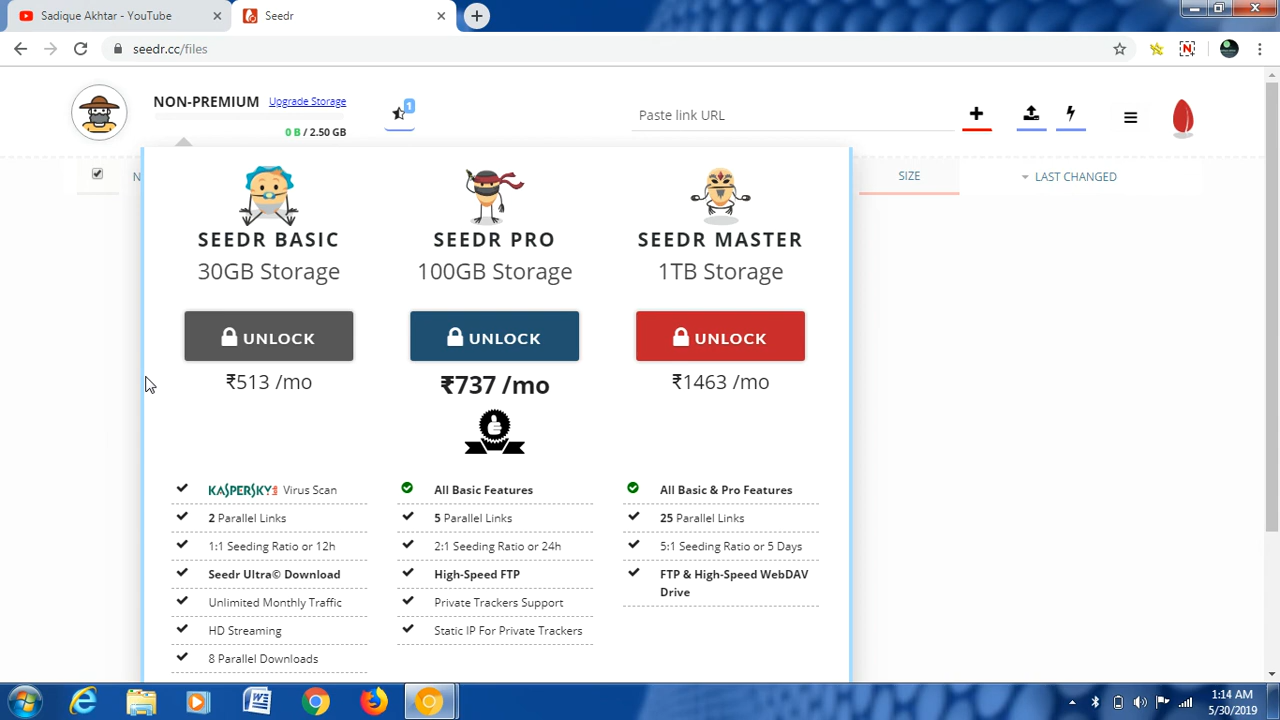 Sadique Akhtar - YouTube
Seedr
seedr.cc/files
NON-PREMIUM Upgrade Storage
0 B / 2.50 GB
1
Paste link URL
N
SIZE
LAST CHANGED
SEEDR BASIC
30GB Storage
UNLOCK
₹513 /mo
KASPERSKY Virus Scan
2 Parallel Links
1:1 Seeding Ratio or 12h
Seedr Ultra© Download
Unlimited Monthly Traffic
HD Streaming
8 Parallel Downloads
SEEDR PRO
100GB Storage
UNLOCK
₹737 /mo
All Basic Features
5 Parallel Links
2:1 Seeding Ratio or 24h
High-Speed FTP
Private Trackers Support
Static IP For Private Trackers
SEEDR MASTER
1TB Storage
UNLOCK
₹1463 /mo
All Basic & Pro Features
25 Parallel Links
5:1 Seeding Ratio or 5 Days
FTP & High-Speed WebDAV
Drive
1:14 AM
5/30/2019